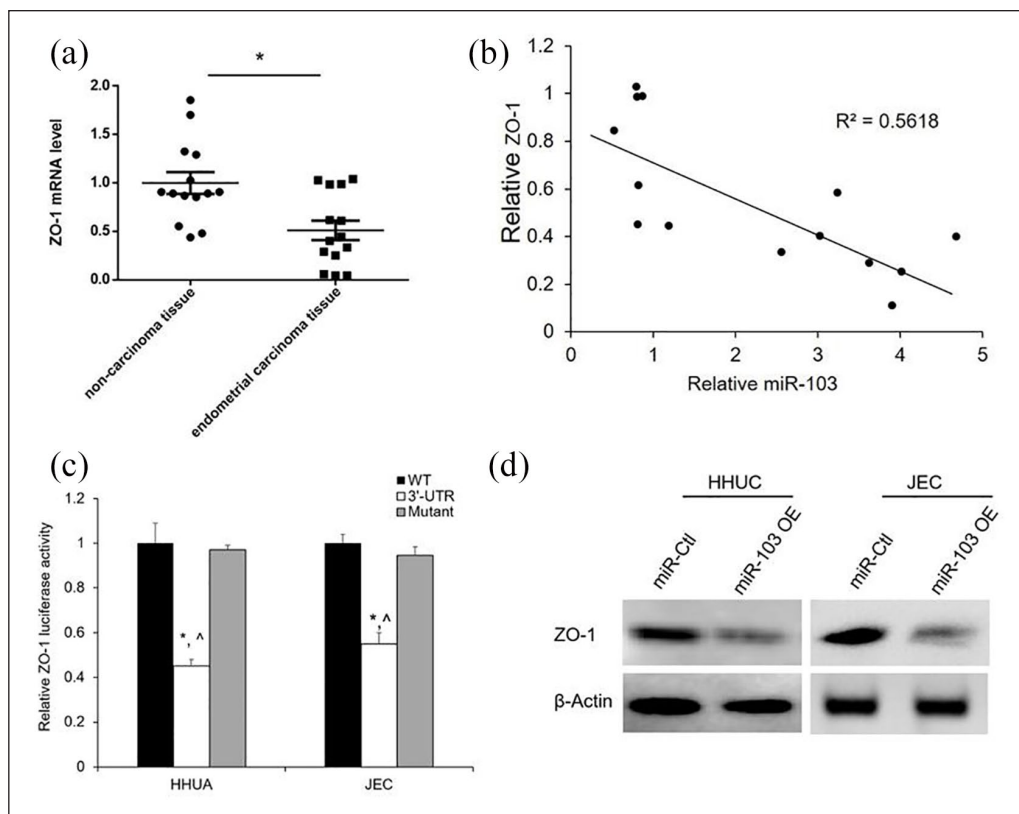 (a)
*
ZO-1 mRNA level
2.0
1.5
1.0
0.5
0.0
non-carcinoma tissue
endometrial carcinoma tissue
(b)
Relative ZO-1
1.2
1
0.8
0.6
0.4
0.2
0
R² = 0.5618
0 1 2 3 4 5
Relative miR-103
(c)
Relative ZO-1 luciferase activity
1.2
1
0.8
0.6
0.4
0.2
0
WT
3'-UTR
Mutant
*,^
*,^
HHUA JEC
(d)
HHUC JEC
miR-Ctl miR-103 OE miR-Ctl miR-103 OE
ZO-1
β-Actin